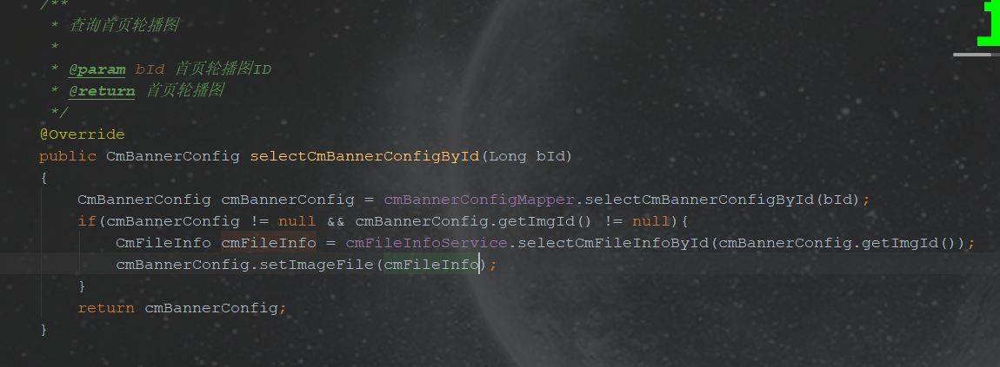 /**
* 查询首页轮播图
*
* @param bId 首页轮播图ID
* @return 首页轮播图
*/
@Override
public CmBannerConfig selectCmBannerConfigById(Long bId)
{
CmBannerConfig cmBannerConfig = cmBannerConfigMapper.selectCmBannerConfigById(bId);
if(cmBannerConfig != null && cmBannerConfig.getImgId() != null){
CmFileInfo cmFileInfo = cmFileInfoService.selectCmFileInfoById(cmBannerConfig.getImgId());
cmBannerConfig.setImageFile(cmFileInfo);
}
return cmBannerConfig;
}